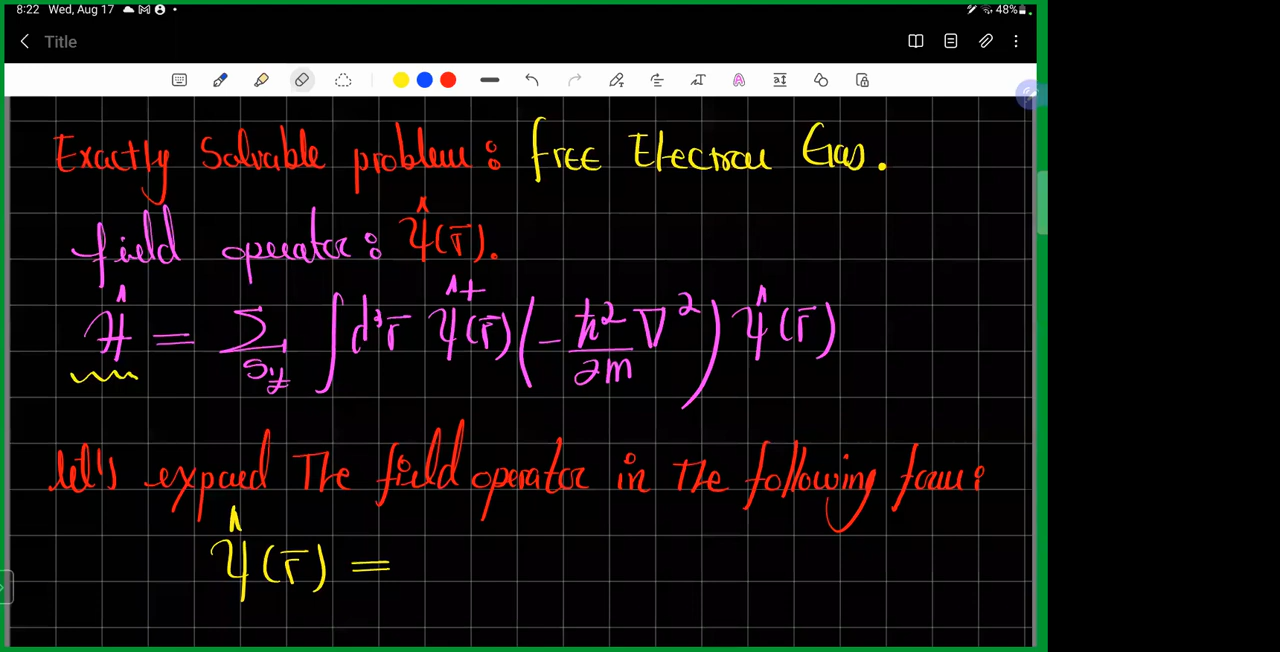 8:22 Wed, Aug 17 48%
Title
Exactly Solvable problem: FREE Electron Gas.
field operator: ψ̂(r̄).
Ĥ = ∑_{S_z} ∫ d³r̄ ψ̂⁺(r̄) (-ℏ²/2m ∇²) ψ̂(r̄)
let's expand The field operator in The following form:
ψ̂(r̄) =